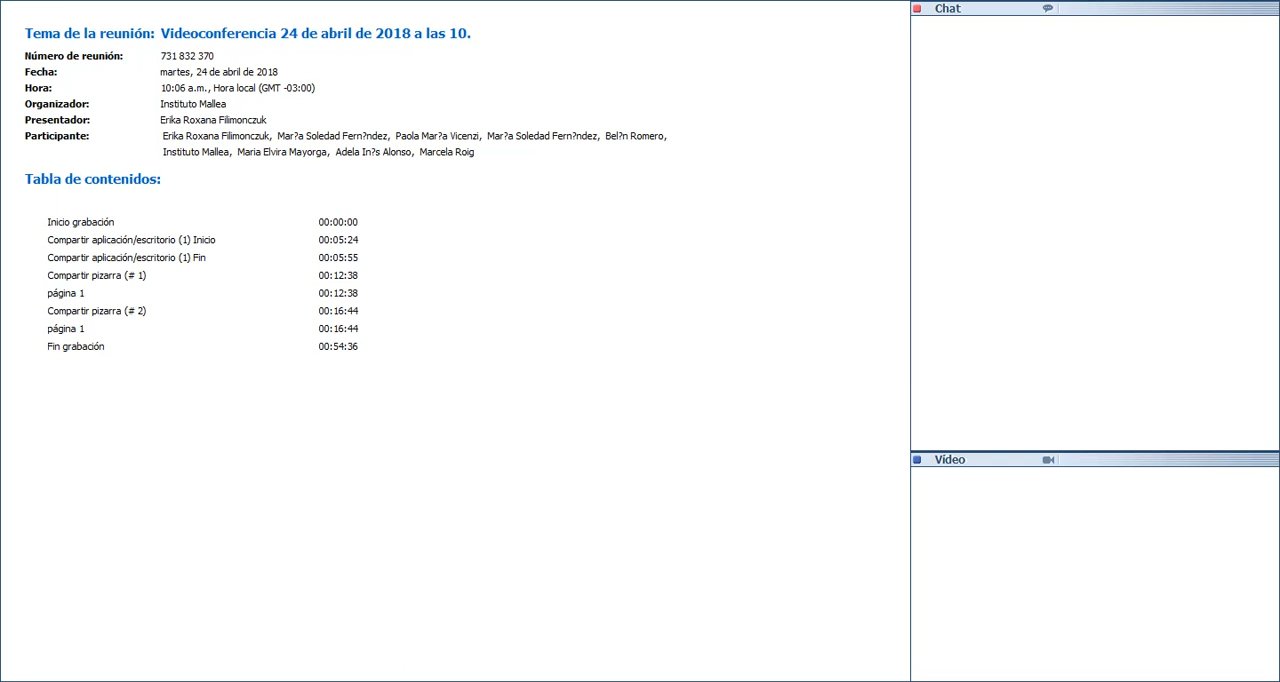 Tema de la reunión: Videoconferencia 24 de abril de 2018 a las 10.
Número de reunión: 731 832 370
Fecha: martes, 24 de abril de 2018
Hora: 10:06 a.m., Hora local (GMT -03:00)
Organizador: Instituto Mallea
Presentador: Erika Roxana Filimonczuk
Participante: Erika Roxana Filimonczuk, Mar?a Soledad Fern?ndez, Paola Mar?a Vicenzi, Mar?a Soledad Fern?ndez, Bel?n Romero,
Instituto Mallea, Maria Elvira Mayorga, Adela In?s Alonso, Marcela Roig
Tabla de contenidos:
Inicio grabación 00:00:00
Compartir aplicación/escritorio (1) Inicio 00:05:24
Compartir aplicación/escritorio (1) Fin 00:05:55
Compartir pizarra (# 1) 00:12:38
página 1 00:12:38
Compartir pizarra (# 2) 00:16:44
página 1 00:16:44
Fin grabación 00:54:36
Chat
Vídeo